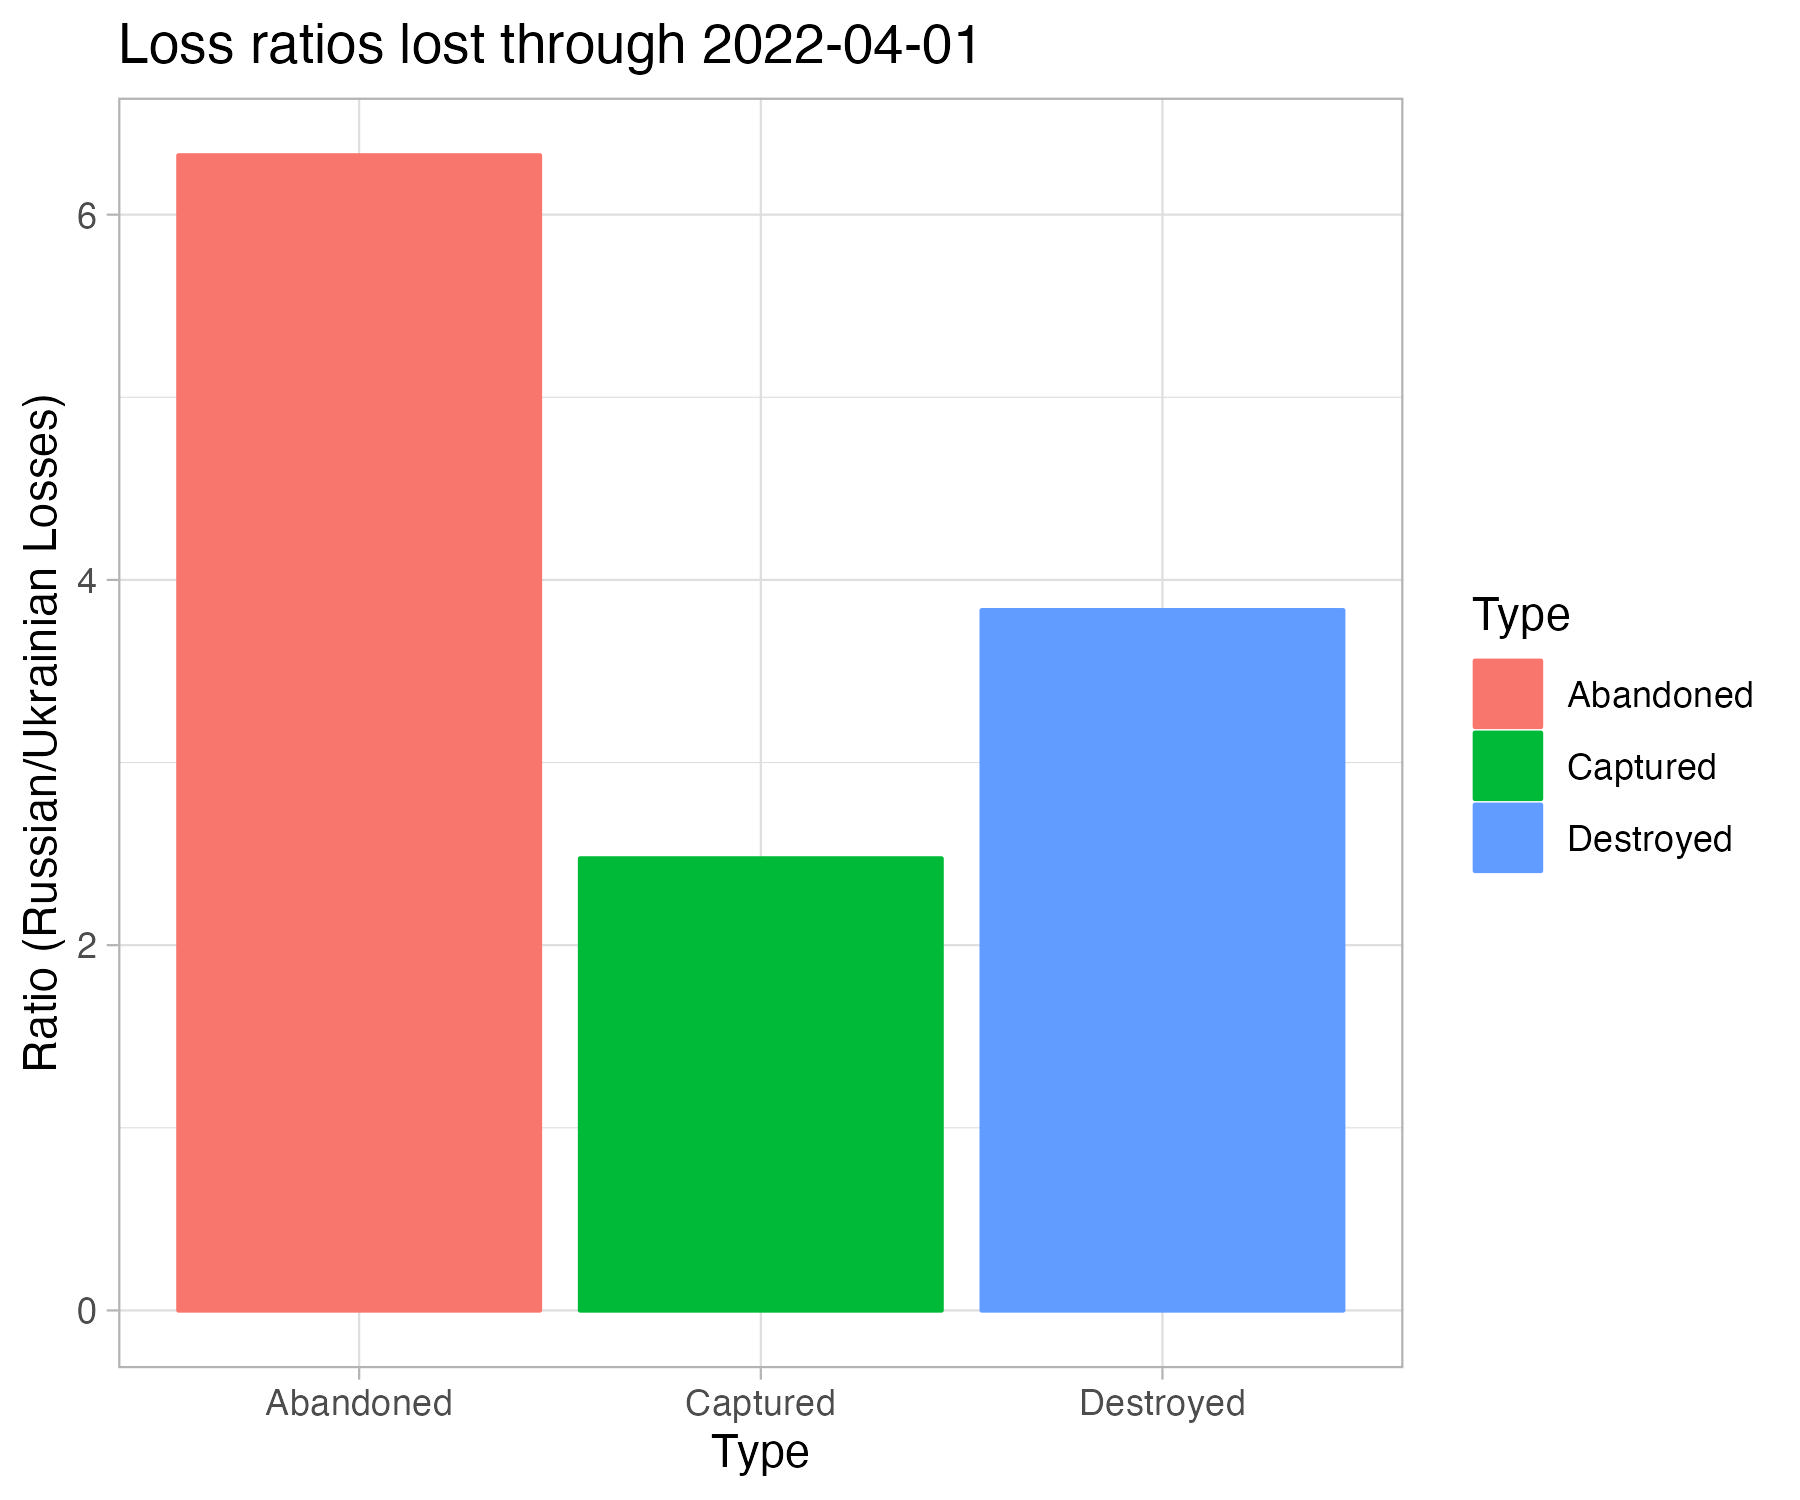 Loss ratios lost through 2022-04-01
Ratio (Russian/Ukrainian Losses)
6
4
2
0
Abandoned
Captured
Destroyed
Type
Type
Abandoned
Captured
Destroyed